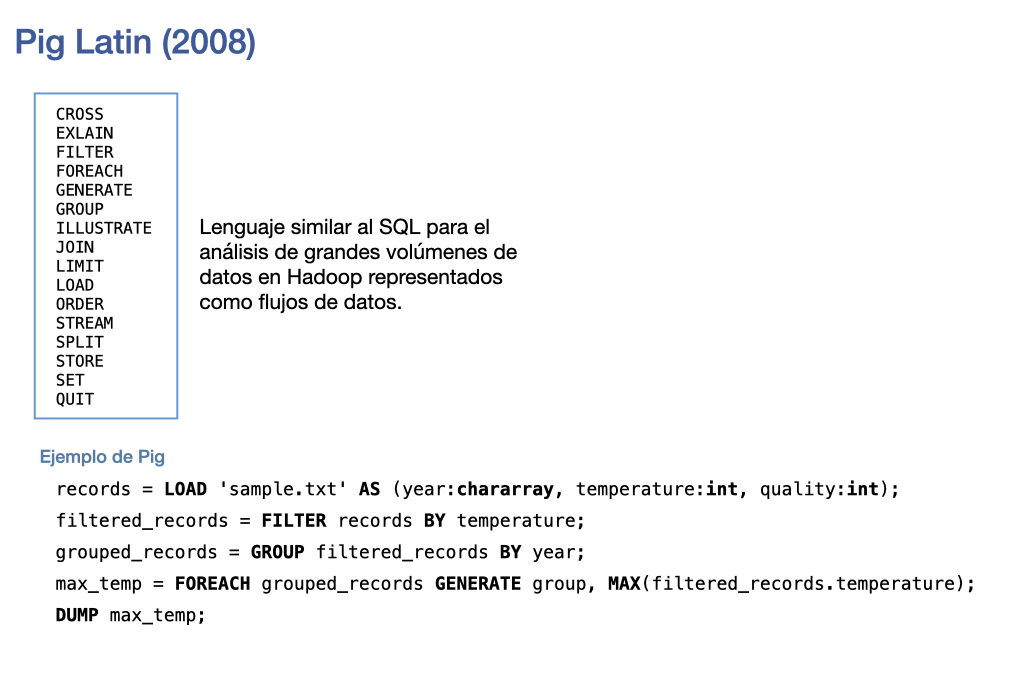 Pig Latin (2008)
CROSS
EXLAIN
FILTER
FOREACH
GENERATE
GROUP
ILLUSTRATE
JOIN
LIMIT
LOAD
ORDER
STREAM
SPLIT
STORE
SET
QUIT
Lenguaje similar al SQL para el
análisis de grandes volúmenes de
datos en Hadoop representados
como flujos de datos.
Ejemplo de Pig
records = LOAD 'sample.txt' AS (year:chararray, temperature:int, quality:int);
filtered_records = FILTER records BY temperature;
grouped_records = GROUP filtered_records BY year;
max_temp = FOREACH grouped_records GENERATE group, MAX(filtered_records.temperature);
DUMP max_temp;